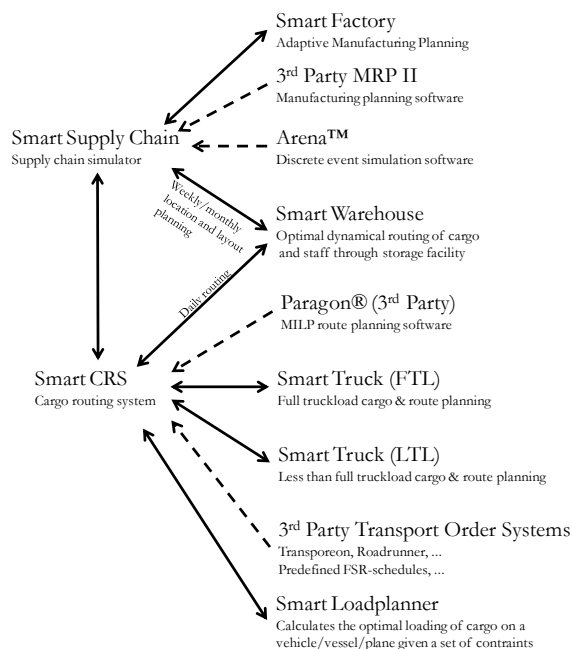 Smart Factory
Adaptive Manufacturing Planning
3rd Party MRP II
Manufacturing planning software
Smart Supply Chain
Supply chain simulator
Arena™
Discrete event simulation software
Weekly/monthly
location and layout
planning
Smart Warehouse
Optimal dynamical routing of cargo
and staff through storage facility
Daily routing
Paragon® (3rd Party)
MILP route planning software
Smart CRS
Cargo routing system
Smart Truck (FTL)
Full truckload cargo & route planning
Smart Truck (LTL)
Less than full truckload cargo & route planning
3rd Party Transport Order Systems
Transporeon, Roadrunner, ...
Predefined FSR-schedules, ...
Smart Loadplanner
Calculates the optimal loading of cargo on a
vehicle/vessel/plane given a set of contraints